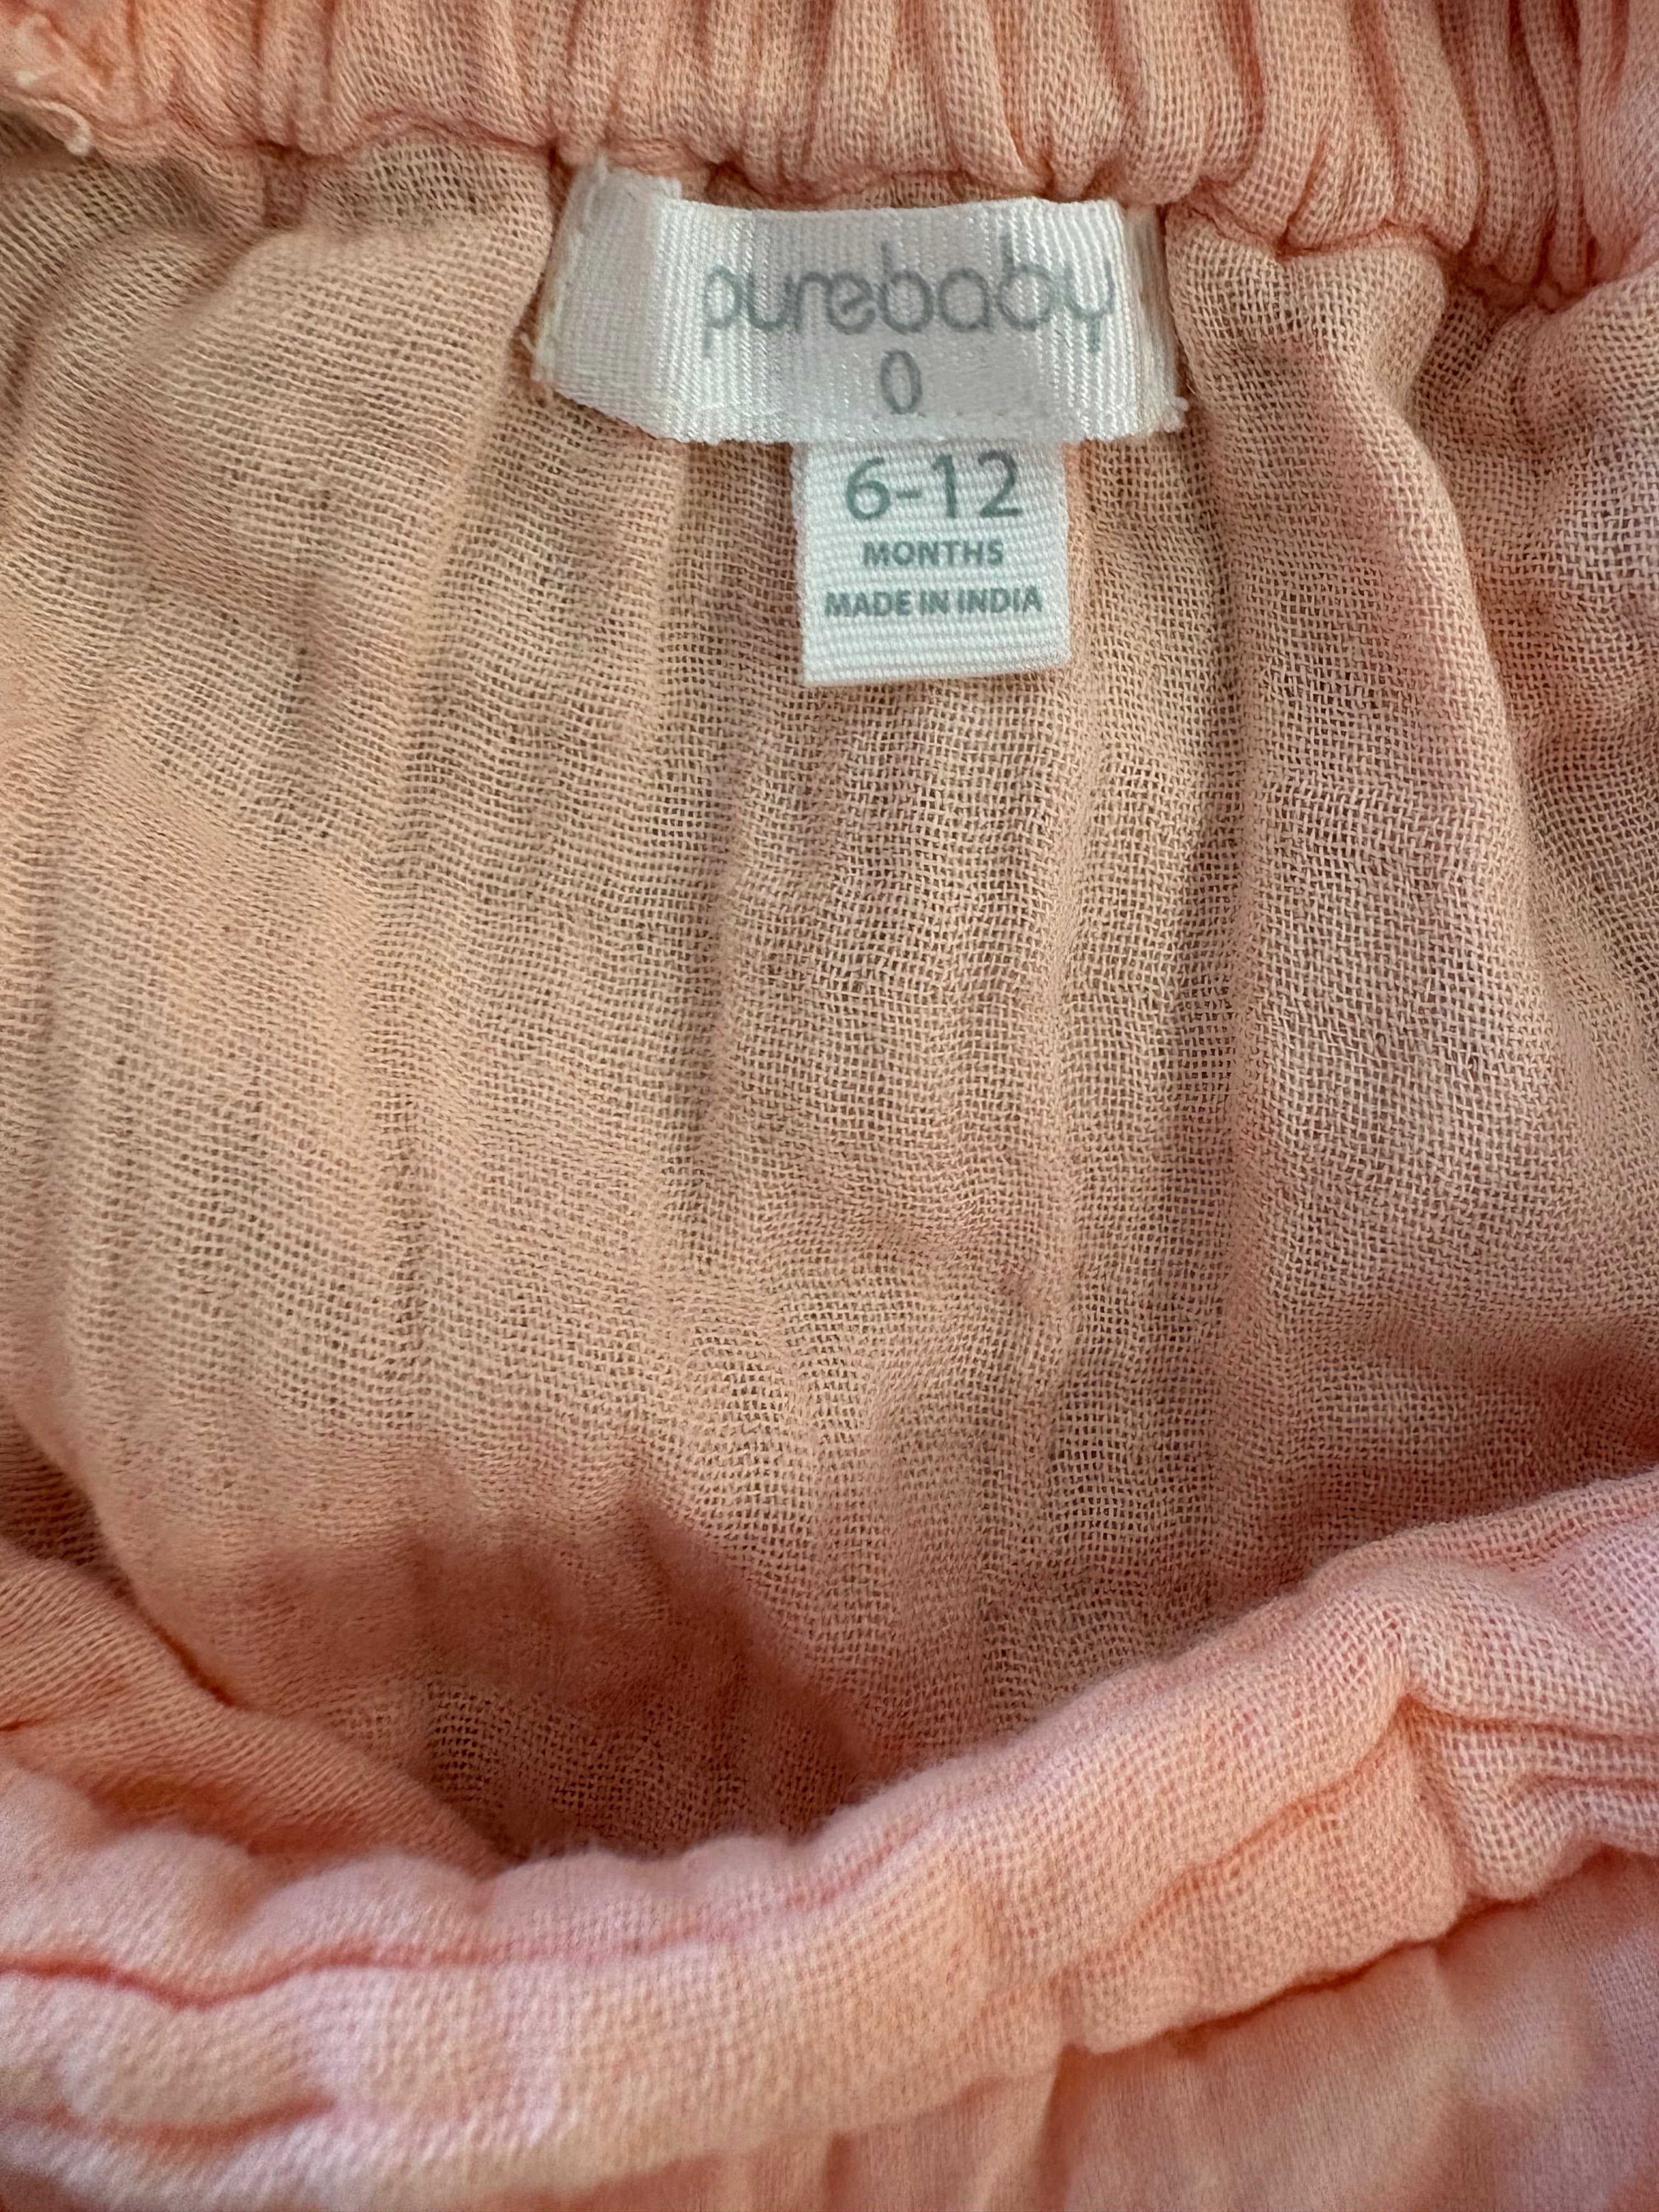 purebaby
0
6-12
MONTHS
MADE IN INDIA